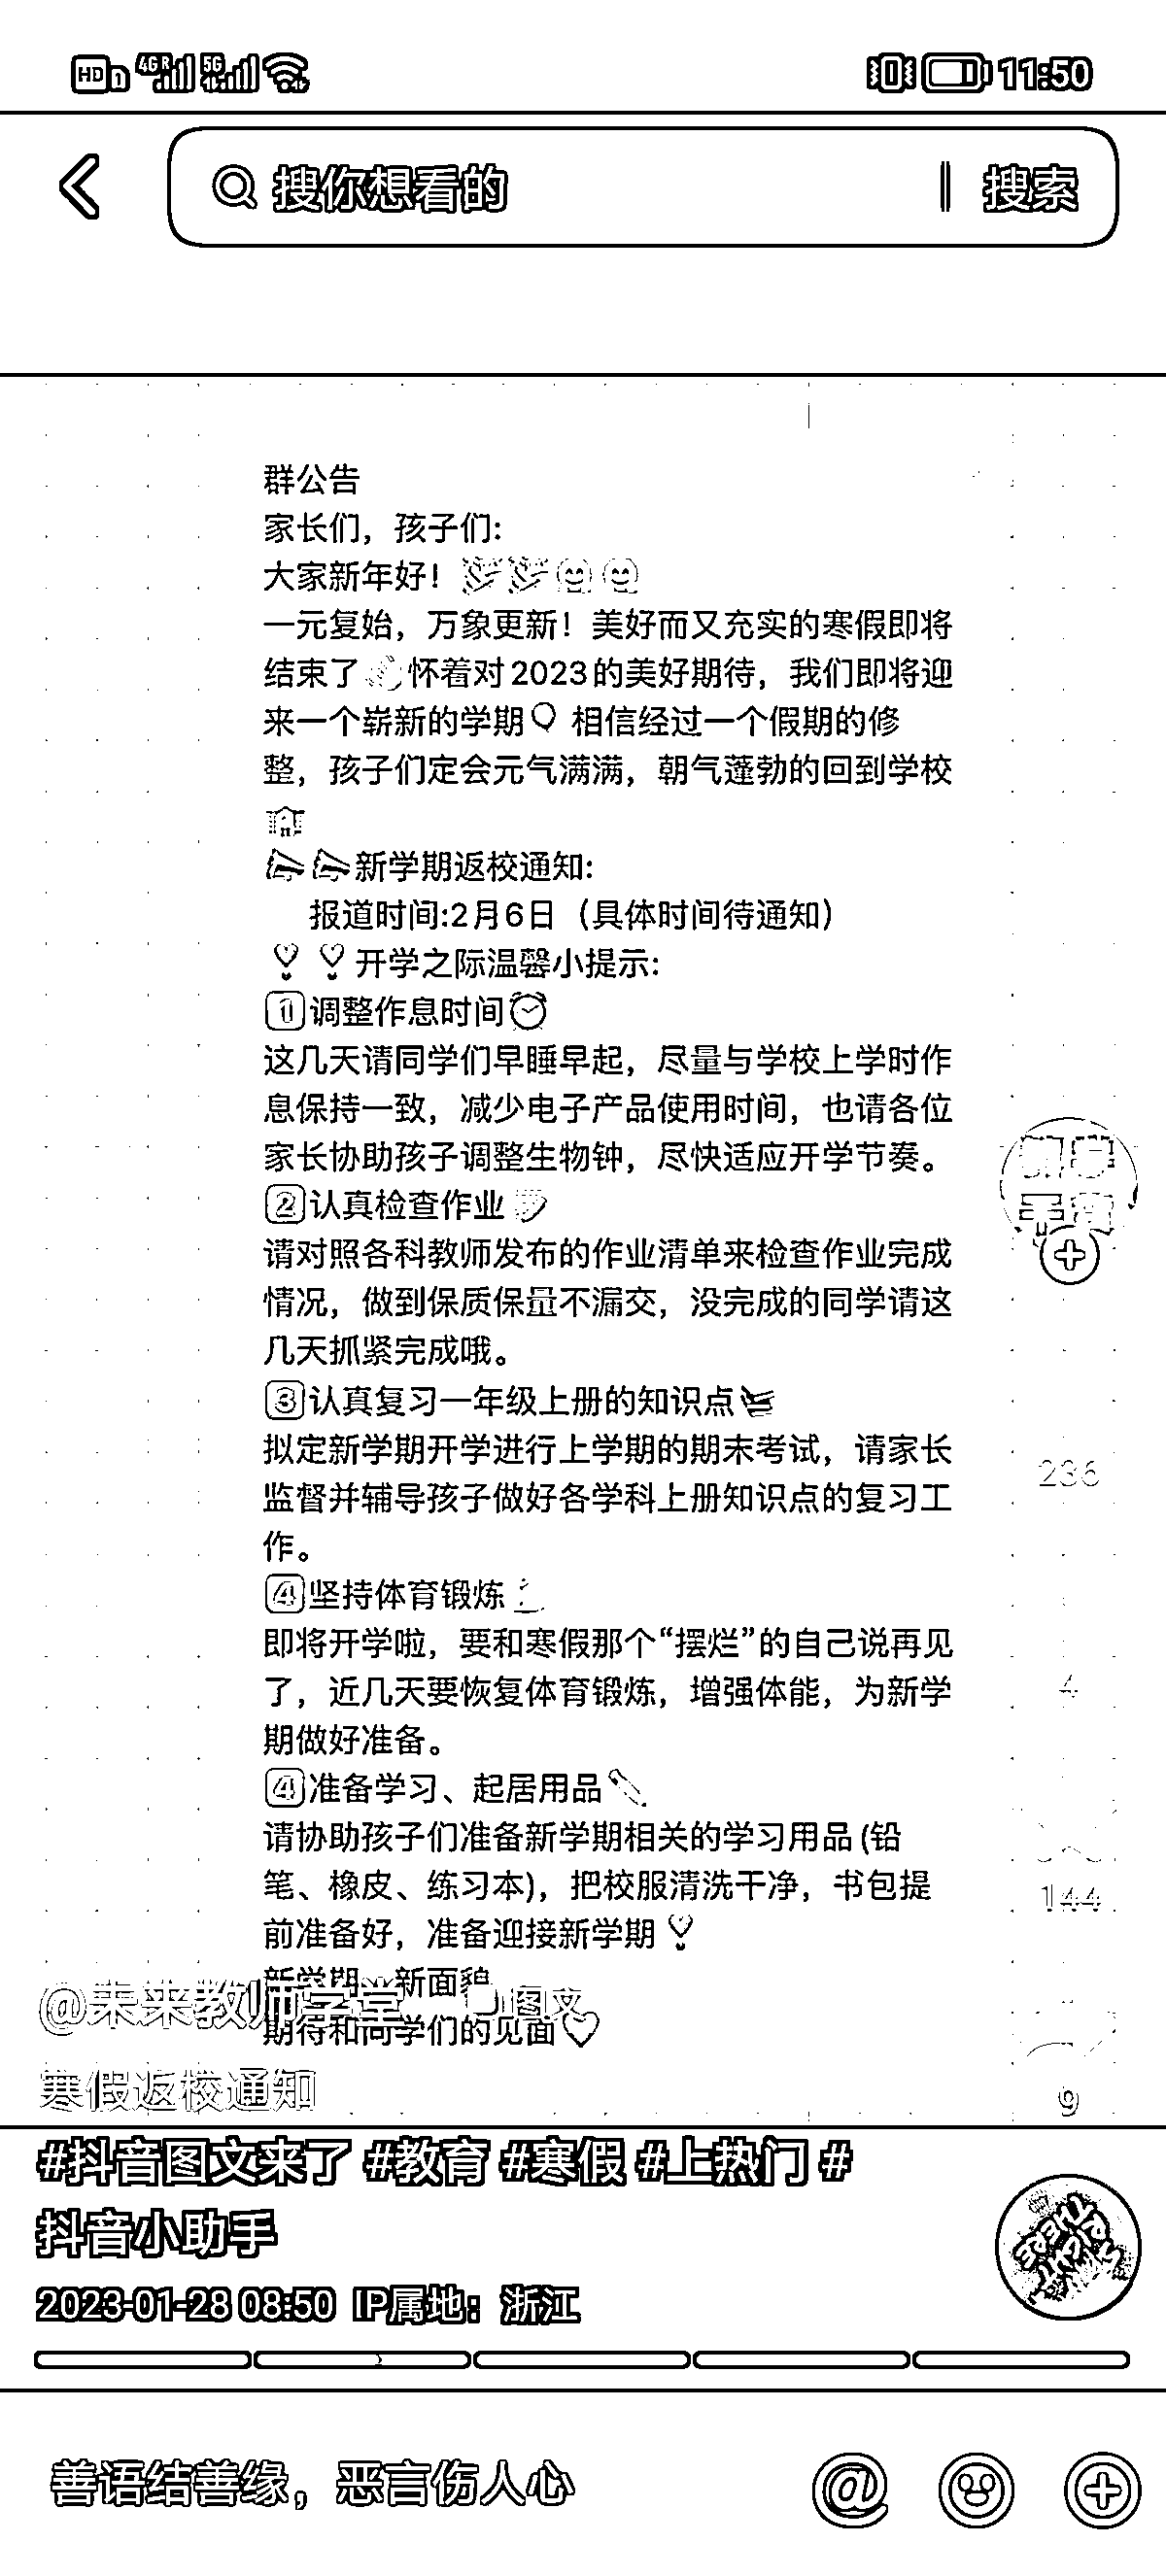 HD 1 4G R 5G 11:50
搜你想看的 搜索
群公告
家长们，孩子们:
大家新年好！
一元复始，万象更新！美好而又充实的寒假即将
结束了 怀着对2023的美好期待，我们即将迎
来一个崭新的学期 相信经过一个假期的修
整，孩子们定会元气满满，朝气蓬勃的回到学校
新学期返校通知:
报道时间:2月6日（具体时间待通知）
开学之际温馨小提示:
1调整作息时间
这几天请同学们早睡早起，尽量与学校上学时作
息保持一致，减少电子产品使用时间，也请各位
家长协助孩子调整生物钟，尽快适应开学节奏。
2认真检查作业
请对照各科教师发布的作业清单来检查作业完成
情况，做到保质保量不漏交，没完成的同学请这
几天抓紧完成哦。
3认真复习一年级上册的知识点
拟定新学期开学进行上学期的期末考试，请家长
监督并辅导孩子做好各学科上册知识点的复习工
作。
236
4坚持体育锻炼
即将开学啦，要和寒假那个“摆烂”的自己说再见
了，近几天要恢复体育锻炼，增强体能，为新学
期做好准备。
4
4准备学习、起居用品
请协助孩子们准备新学期相关的学习用品(铅
笔、橡皮、练习本)，把校服清洗干净，书包提
前准备好，准备迎接新学期
144
新学期 新面貌
@未来教师学堂 图文
期待和同学们的见面
寒假返校通知
9
#抖音图文来了 #教育 #寒假 #上热门 #
抖音小助手
2023-01-28 08:50 IP属地：浙江
善语结善缘，恶言伤人心